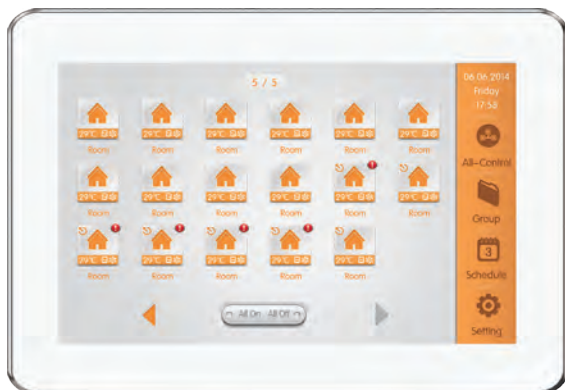 5 / 5
06.06.2014
Friday
17:58
29°C 29°C 29°C 29°C 29°C 29°C
Room Room Room Room Room Room
All-Control
29°C 29°C 29°C 29°C 29°C 29°C
Room Room Room Room Room Room
Group
29°C 29°C 29°C 29°C 29°C
Room Room Room Room Room
3
Schedule
All On All Off
Setting